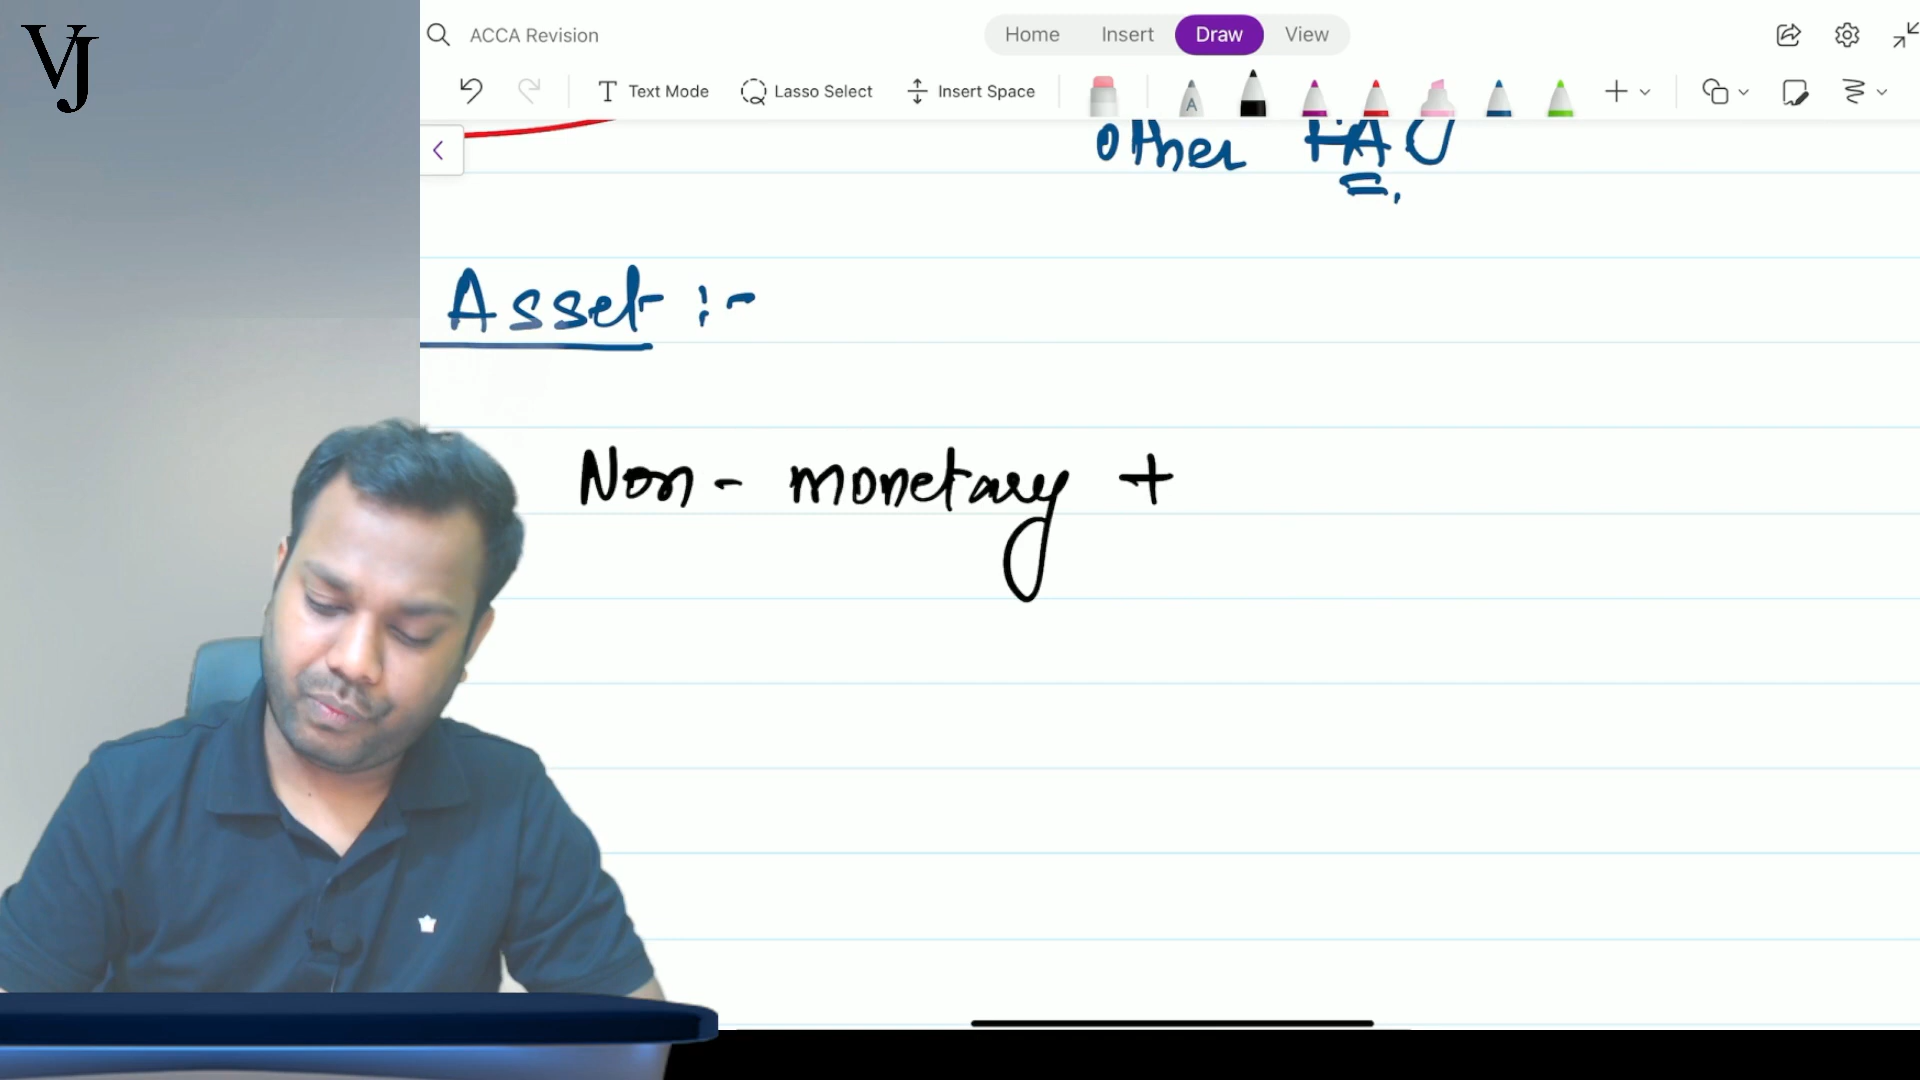 VJ
ACCA Revision
Home Insert Draw View
Text Mode Lasso Select Insert Space
A
other
Asset :-
Non - monetary +